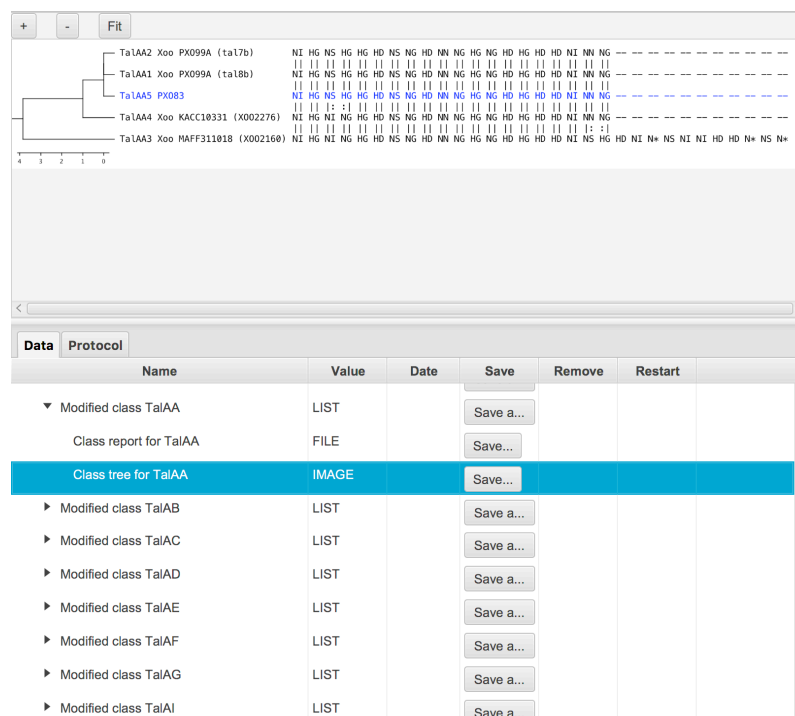 + - Fit
TalAA2 Xoo PXO99A (tal7b) NI HG NS HG HG HD NS NG HD NN NG HG NG HD HG HD HD NI NN NG -- -- -- -- -- -- -- -- -- -- --
|| || || || || || || || || || || || || || || || || || || ||
TalAA1 Xoo PXO99A (tal8b) NI HG NS HG HG HD NS NG HD NN NG HG NG HD HG HD HD NI NN NG -- -- -- -- -- -- -- -- -- -- --
|| || || || || || || || || || || || || || || || || || || ||
TalAA5 PXO83 NI HG NS HG HG HD NS NG HD NN NG HG NG HD HG HD HD NI NN NG -- -- -- -- -- -- -- -- -- -- --
|| || |: :| || || || || || || || || || || || || || || || ||
TalAA4 Xoo KACC10331 (XOO2276) NI HG NI NG HG HD NS NG HD NN NG HG NG HD HG HD HD NI NN NG -- -- -- -- -- -- -- -- -- -- --
|| || || || || || || || || || || || || || || || || || |: :|
TalAA3 Xoo MAFF311018 (XOO2160) NI HG NI NG HG HD NS NG HD NN NG HG NG HD HG HD HD NI NS HG HD NI N* NS NI NI HD HD N* NS N*
4 3 2 1 0
<
Data Protocol
Name Value Date Save Remove Restart
Modified class TalAA LIST Save a...
Class report for TalAA FILE Save...
Class tree for TalAA IMAGE Save...
Modified class TalAB LIST Save a...
Modified class TalAC LIST Save a...
Modified class TalAD LIST Save a...
Modified class TalAE LIST Save a...
Modified class TalAF LIST Save a...
Modified class TalAG LIST Save a...
Modified class TalAI LIST Save a